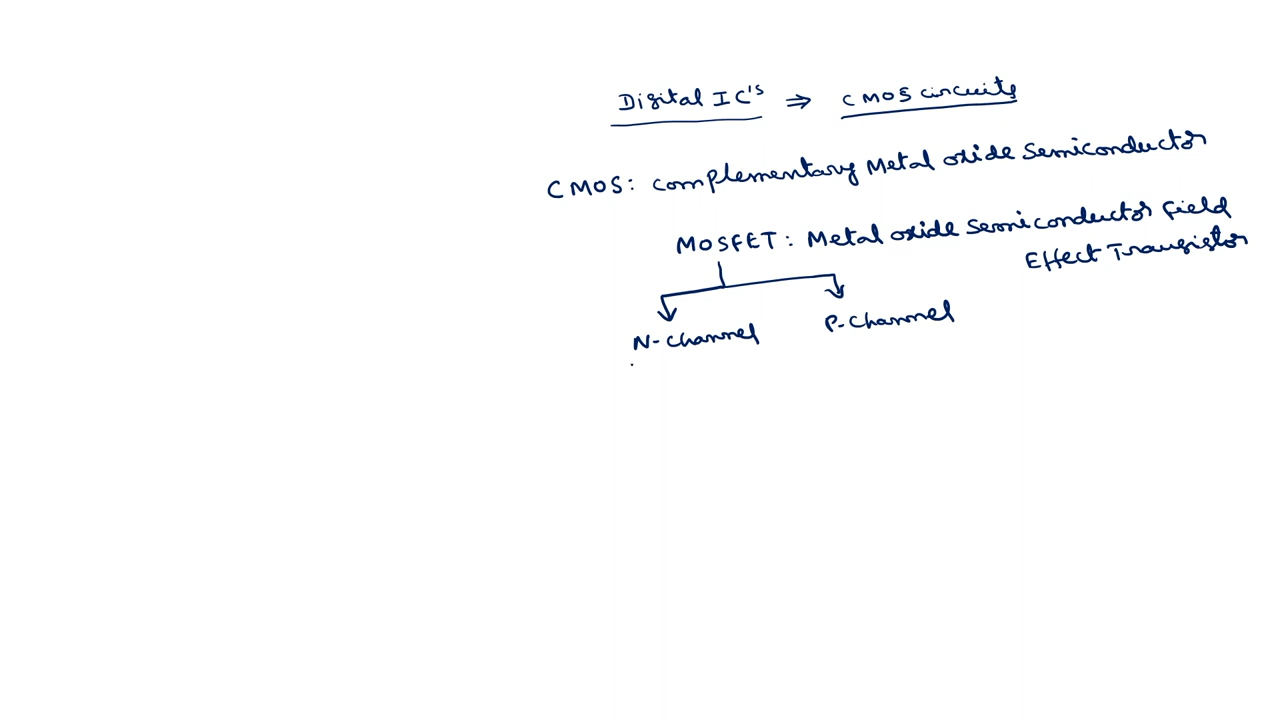 Digital IC's ⇒ CMOS circuits
CMOS: Complementary Metal oxide Semiconductor
MOSFET: Metal oxide Semiconductor Field
Effect Transistor
N-channel P-channel